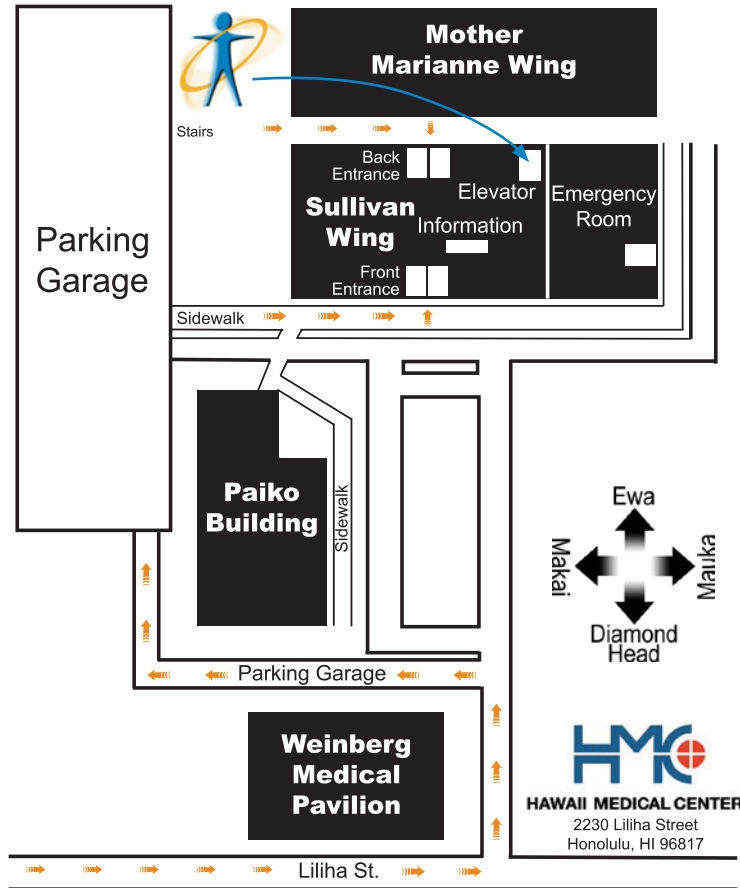 Mother
Marianne Wing
Stairs
Back
Entrance
Elevator
Emergency
Room
Sullivan
Wing
Information
Parking
Garage
Front
Entrance
Sidewalk
Paiko
Building
Sidewalk
Ewa
Makai
Mauka
Diamond
Head
Parking Garage
Weinberg
Medical
Pavilion
HMC
HAWAII MEDICAL CENTER
2230 Liliha Street
Honolulu, HI 96817
Liliha St.